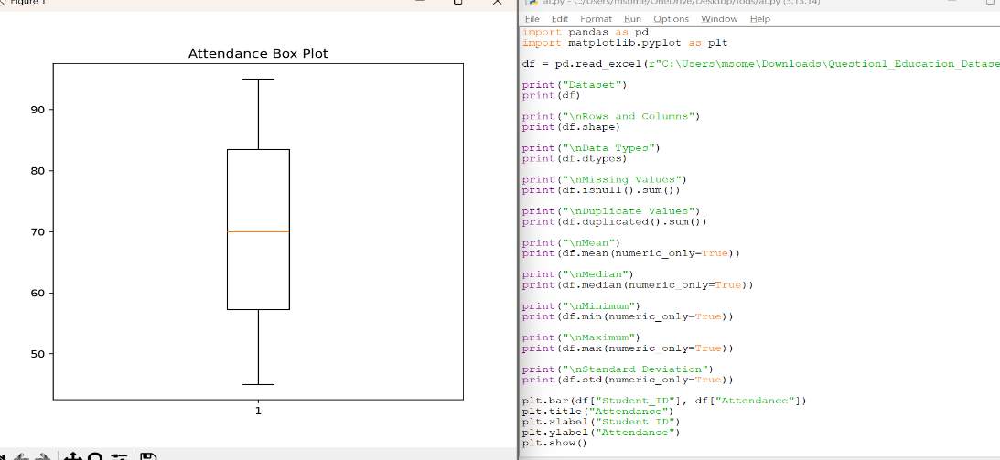 Figure 1
Attendance Box Plot
90
80
70
60
50
1
at.py - C:/Users/msome/OneDrive/Desktop/fods/at.py (3.13.14)
File Edit Format Run Options Window Help
import pandas as pd
import matplotlib.pyplot as plt
df = pd.read_excel(r"C:\Users\msome\Downloads\Question1_Education_Datase
print("Dataset")
print(df)
print("\nRows and Columns")
print(df.shape)
print("\nData Types")
print(df.dtypes)
print("\nMissing Values")
print(df.isnull().sum())
print("\nDuplicate Values")
print(df.duplicated().sum())
print("\nMean")
print(df.mean(numeric_only=True))
print("\nMedian")
print(df.median(numeric_only=True))
print("\nMinimum")
print(df.min(numeric_only=True))
print("\nMaximum")
print(df.max(numeric_only=True))
print("\nStandard Deviation")
print(df.std(numeric_only=True))
plt.bar(df["Student_ID"], df["Attendance"])
plt.title("Attendance")
plt.xlabel("Student ID")
plt.ylabel("Attendance")
plt.show()